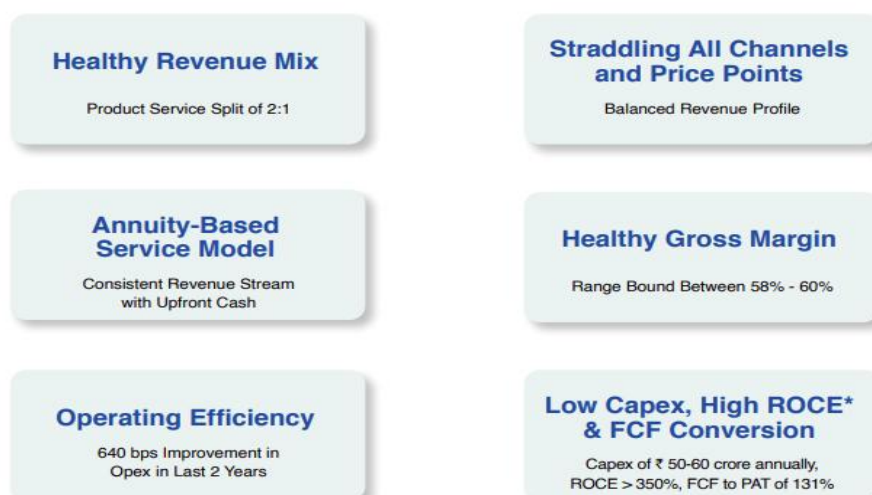 Healthy Revenue Mix
Product Service Split of 2:1
Straddling All Channels
and Price Points
Balanced Revenue Profile
Annuity-Based
Service Model
Consistent Revenue Stream
with Upfront Cash
Healthy Gross Margin
Range Bound Between 58% - 60%
Operating Efficiency
640 bps Improvement in
Opex in Last 2 Years
Low Capex, High ROCE*
& FCF Conversion
Capex of ₹ 50-60 crore annually,
ROCE > 350%, FCF to PAT of 131%